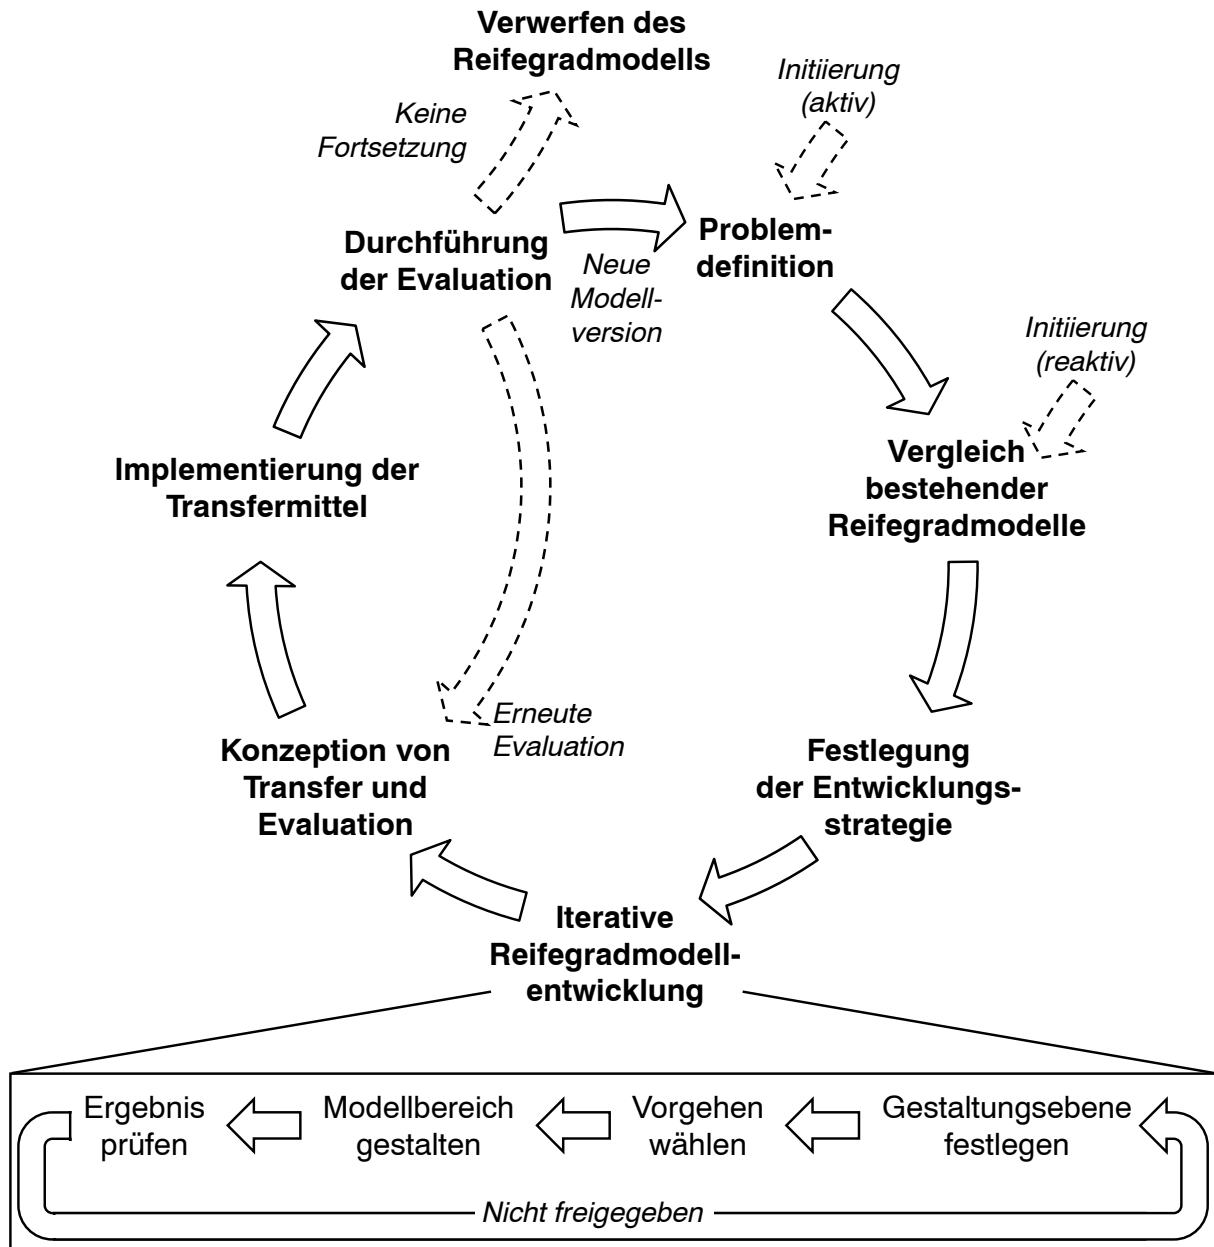 Verwerfen des
Reifegradmodells
Initiierung
(aktiv)
Keine
Fortsetzung
Durchführung
der Evaluation
Neue
Modell-
version
Problem-
definition
Initiierung
(reaktiv)
Vergleich
bestehender
Reifegradmodelle
Implementierung der
Transfermittel
Erneute
Evaluation
Konzeption von
Transfer und
Evaluation
Festlegung
der Entwicklungs-
strategie
Iterative
Reifegradmodell-
entwicklung
Ergebnis
prüfen
Modellbereich
gestalten
Vorgehen
wählen
Gestaltungsebene
festlegen
Nicht freigegeben